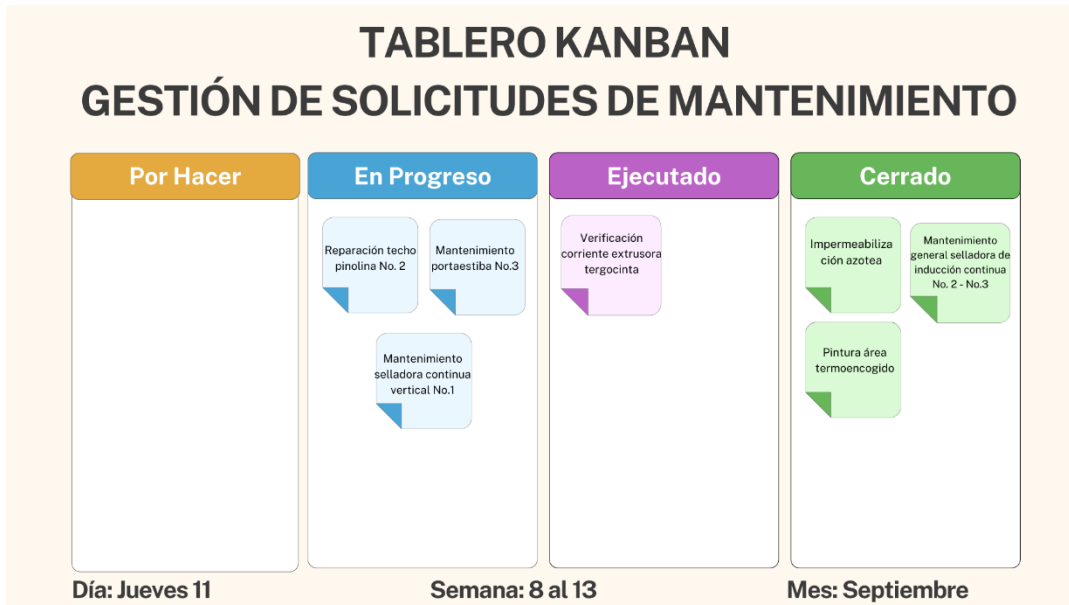 TABLERO KANBAN
GESTIÓN DE SOLICITUDES DE MANTENIMIENTO
Por Hacer
En Progreso
Reparación techo
pinolina No. 2
Mantenimiento
portaestiba No.3
Mantenimiento
selladora continua
vertical No.1
Ejecutado
Verificación
corriente extrusora
tergocinta
Cerrado
Impermeabiliza
ción azotea
Mantenimiento
general selladora de
inducción continua
No. 2 - No.3
Pintura área
termoencogido
Día: Jueves 11
Semana: 8 al 13
Mes: Septiembre